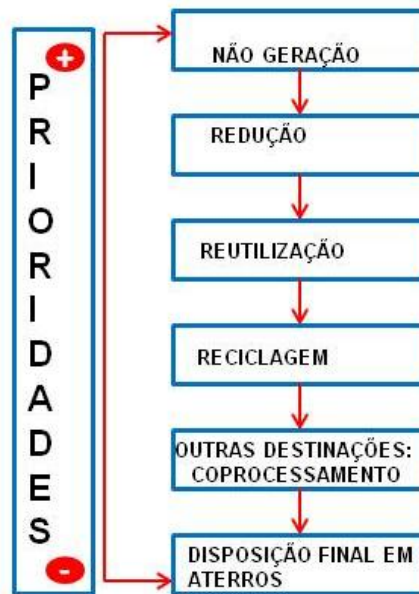 +
PRIORIDADES
-
NÃO GERAÇÃO
REDUÇÃO
REUTILIZAÇÃO
RECICLAGEM
OUTRAS DESTINAÇÕES:
COPROCESSAMENTO
DISPOSIÇÃO FINAL EM
ATERROS